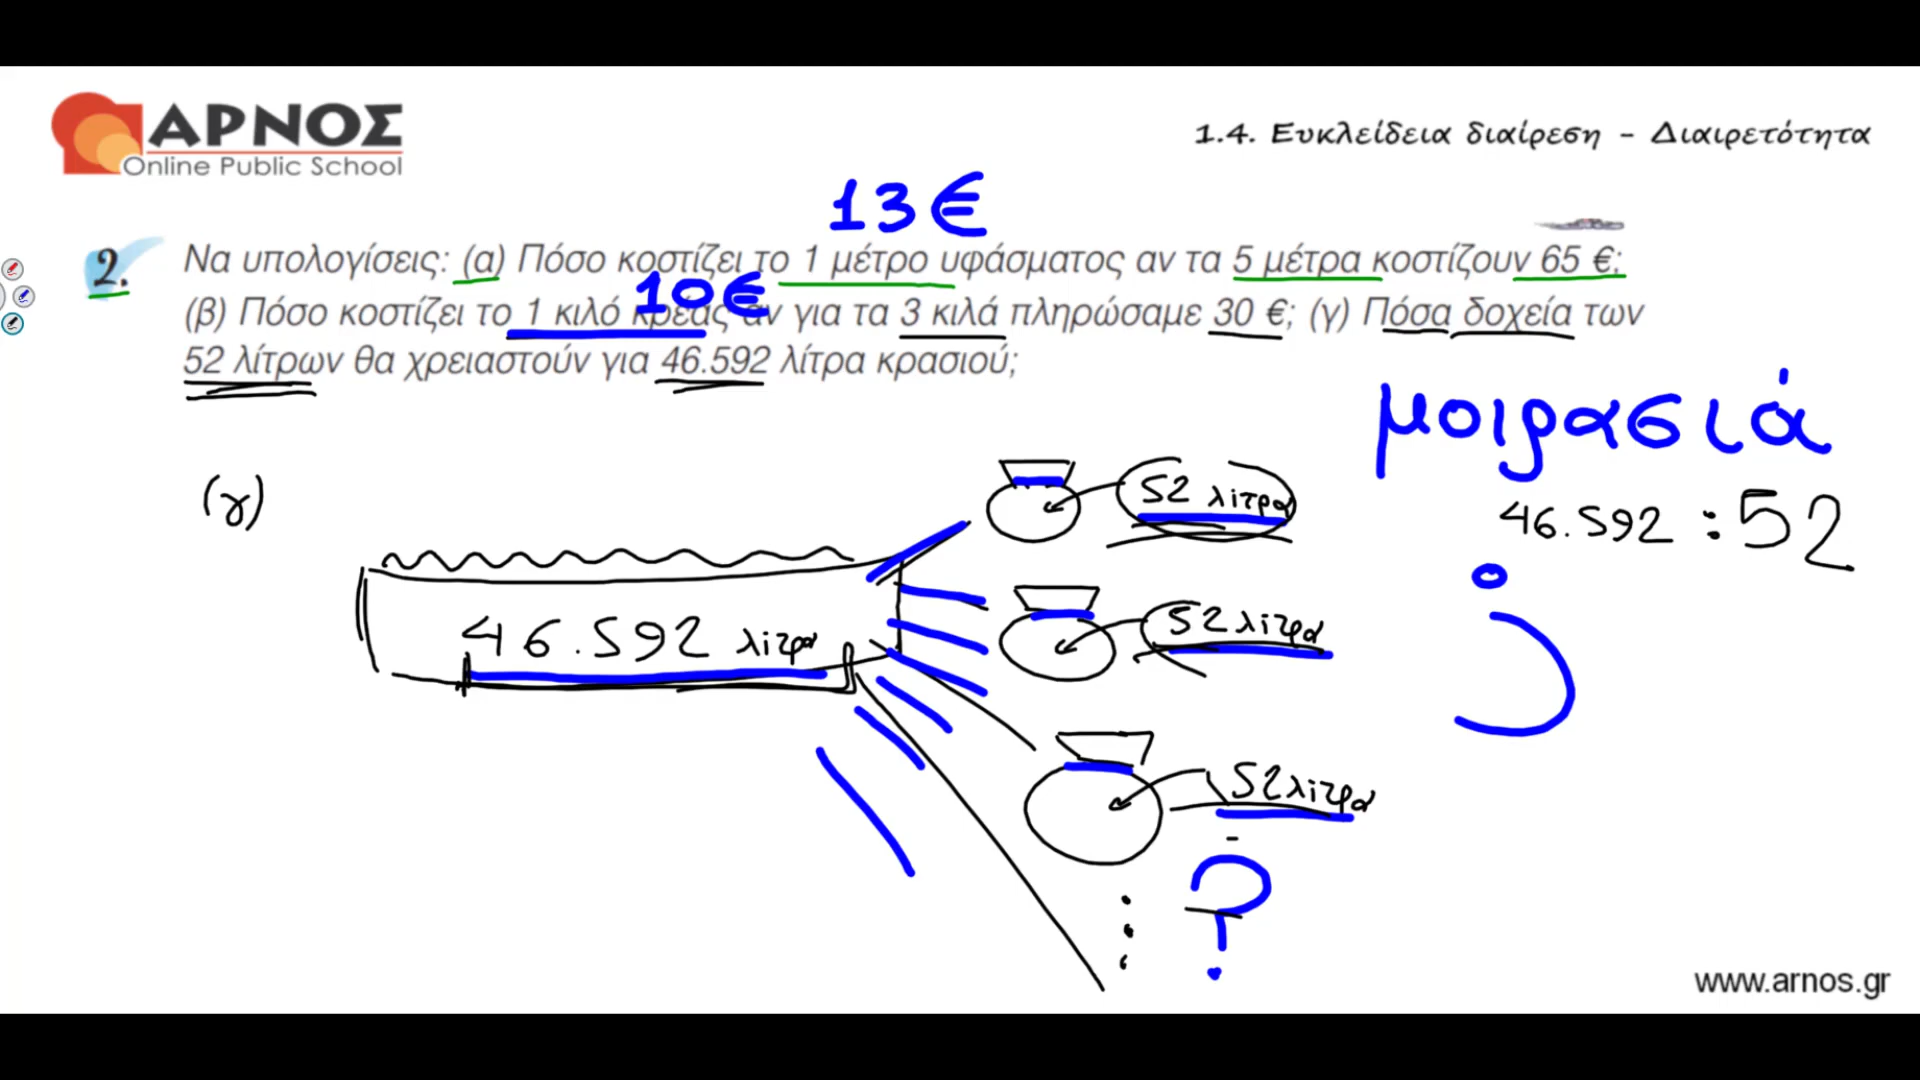 ΑΡΝΟΣ
Online Public School
1.4. Ευκλείδεια διαίρεση - Διαιρετότητα
13€
2. Να υπολογίσεις: (α) Πόσο κοστίζει το 1 μέτρο υφάσματος αν τα 5 μέτρα κοστίζουν 65 €;
10€
(β) Πόσο κοστίζει το 1 κιλό κρέας αν για τα 3 κιλά πληρώσαμε 30 €; (γ) Πόσα δοχεία των
52 λίτρων θα χρειαστούν για 46.592 λίτρα κρασιού;
μοιρασιά
(γ)
52 λίτρα
46.592 : 52
46.592 λίτρα
52 λίτρα
52 λίτρα
?
www.arnos.gr